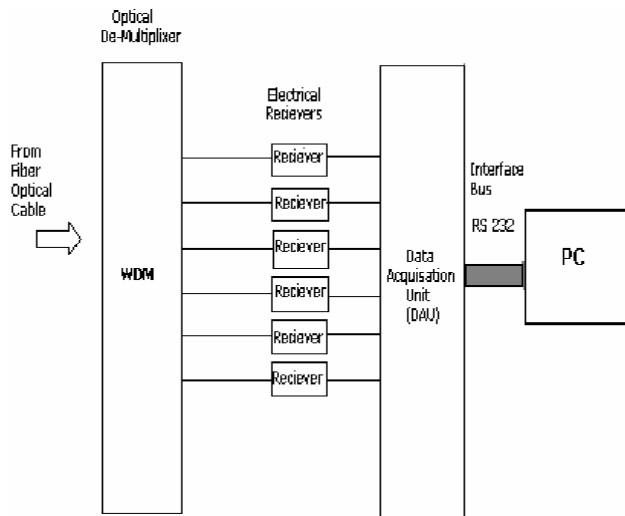 Optical
De-Multiplixer
Electrical
Recievers
From
Fiber
Optical
Cable
WDM
Reciever
Reciever
Reciever
Reciever
Reciever
Reciever
Data
Acquisation
Unit
(DAU)
Interface
Bus
RS 232
PC